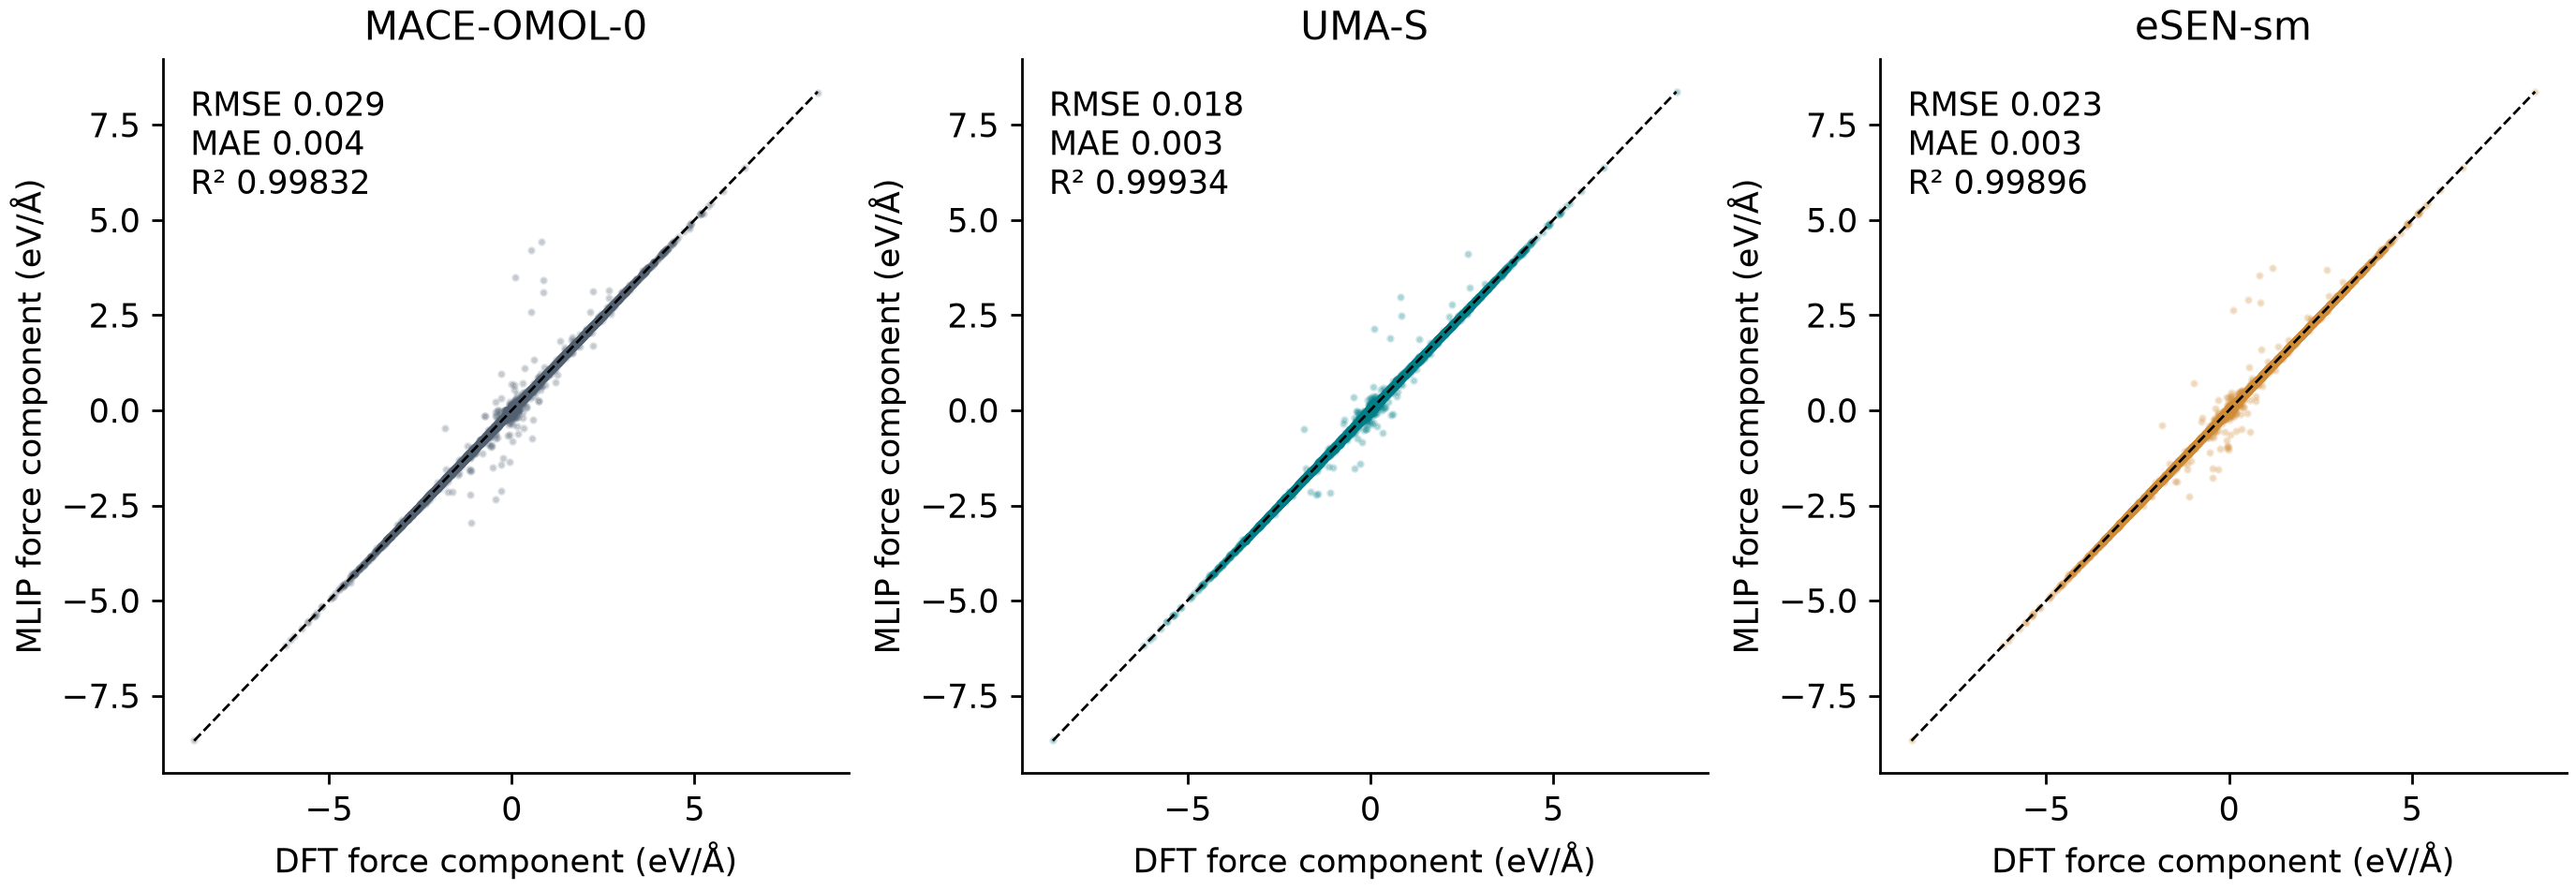 MACE-OMOL-0
RMSE 0.029
MAE 0.004
R² 0.99832
MLIP force component (eV/Å)
7.5
5.0
2.5
0.0
−2.5
−5.0
−7.5
−5 0 5
DFT force component (eV/Å)
UMA-S
RMSE 0.018
MAE 0.003
R² 0.99934
MLIP force component (eV/Å)
7.5
5.0
2.5
0.0
−2.5
−5.0
−7.5
−5 0 5
DFT force component (eV/Å)
eSEN-sm
RMSE 0.023
MAE 0.003
R² 0.99896
MLIP force component (eV/Å)
7.5
5.0
2.5
0.0
−2.5
−5.0
−7.5
−5 0 5
DFT force component (eV/Å)